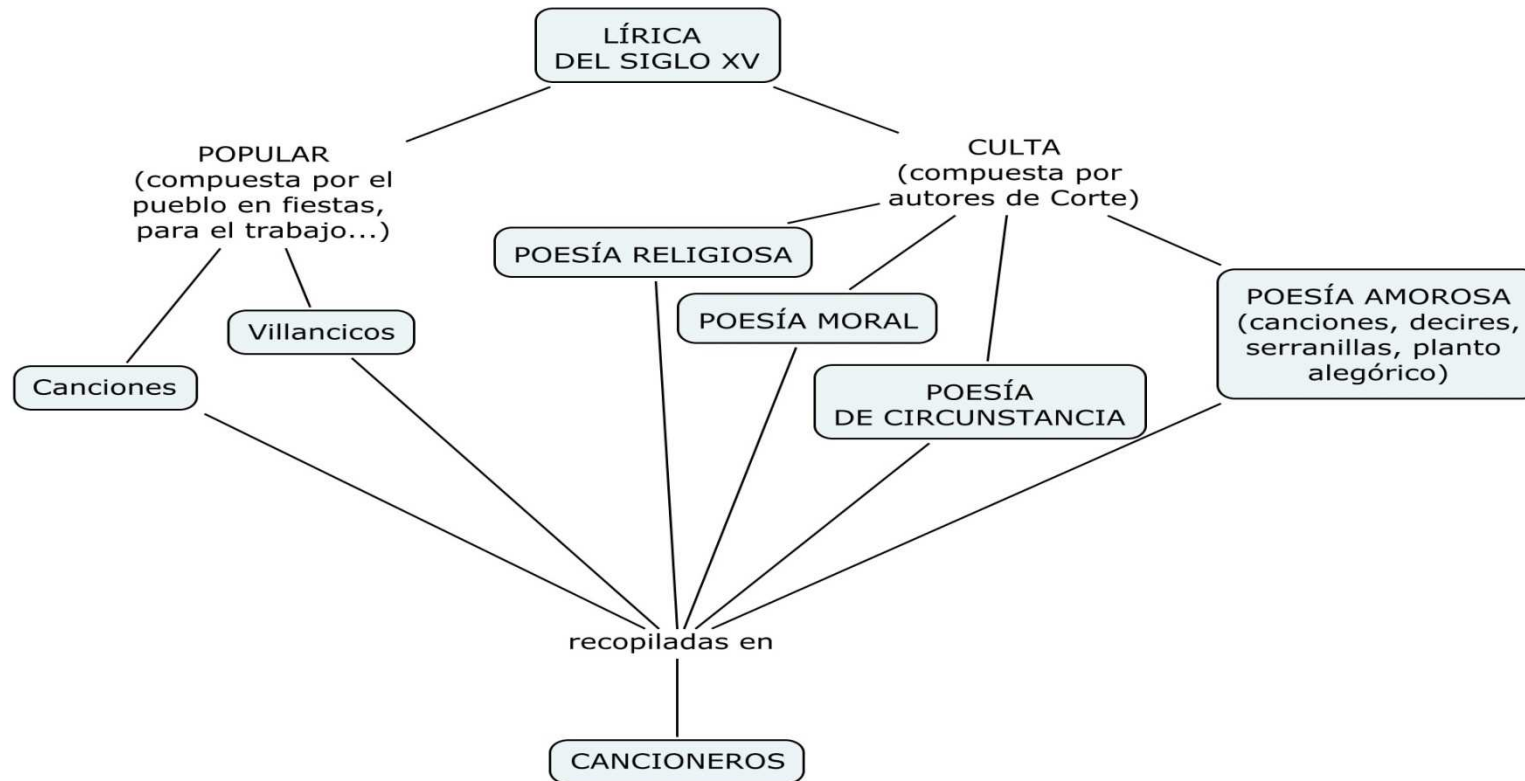 LÍRICA
DEL SIGLO XV
POPULAR
(compuesta por el
pueblo en fiestas,
para el trabajo...)
CULTA
(compuesta por
autores de Corte)
POESÍA RELIGIOSA
POESÍA AMOROSA
(canciones, decires,
serranillas, planto
alegórico)
Villancicos
POESÍA MORAL
Canciones
POESÍA
DE CIRCUNSTANCIA
recopiladas en
CANCIONEROS